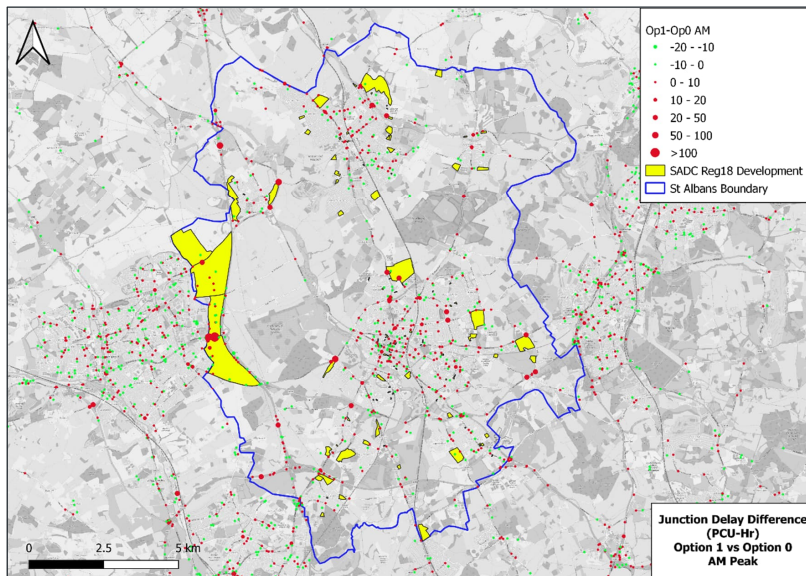 Op1-Op0 AM
-20 - -10
-10 - 0
0 - 10
10 - 20
20 - 50
50 - 100
>100
SADC Reg18 Development
St Albans Boundary
0 2.5 5 km
Junction Delay Difference
(PCU-Hr)
Option 1 vs Option 0
AM Peak